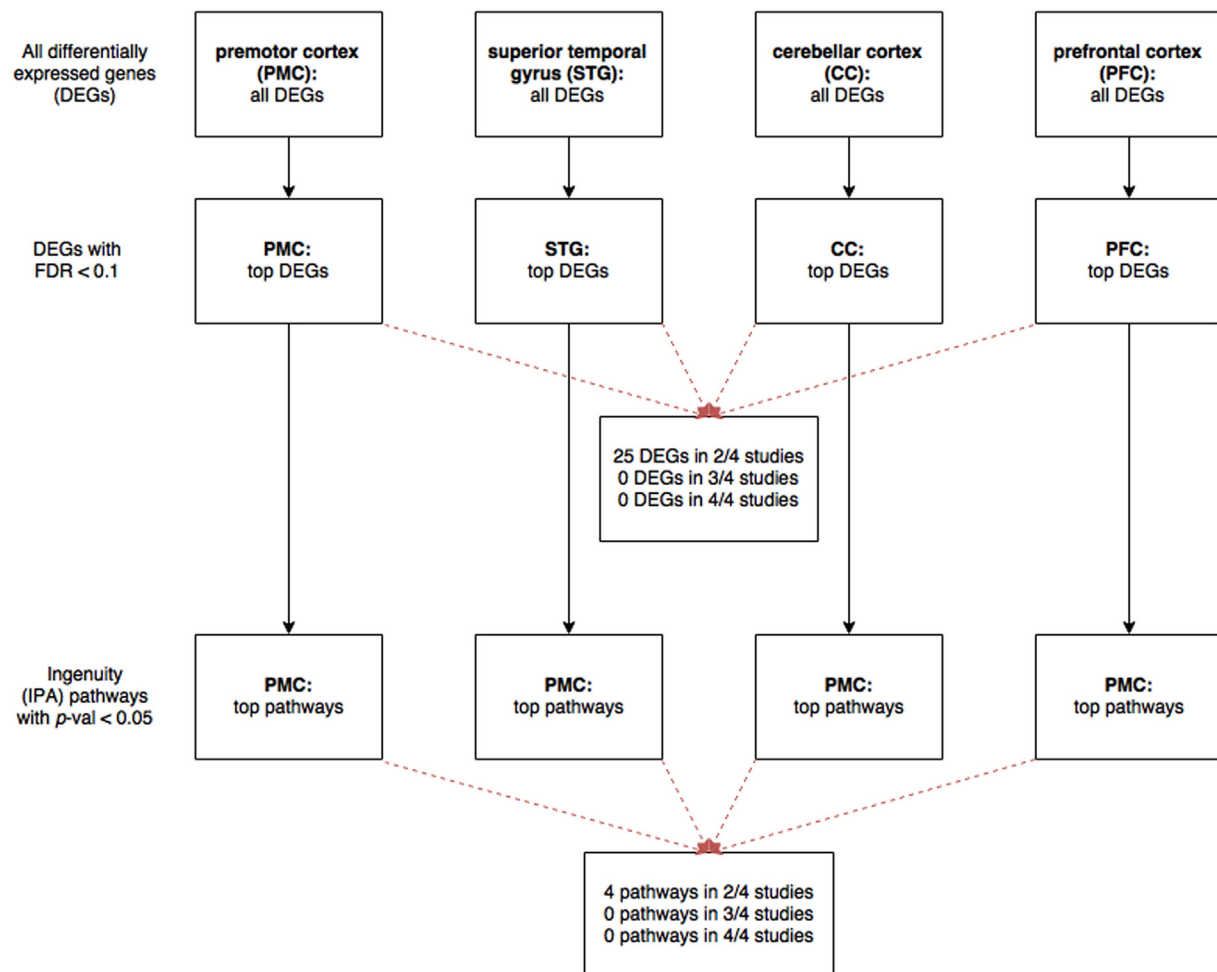 All differentially
expressed genes
(DEGs)
premotor cortex
(PMC):
all DEGs
superior temporal
gyrus (STG):
all DEGs
cerebellar cortex
(CC):
all DEGs
prefrontal cortex
(PFC):
all DEGs
DEGs with
FDR < 0.1
PMC:
top DEGs
STG:
top DEGs
CC:
top DEGs
PFC:
top DEGs
25 DEGs in 2/4 studies
0 DEGs in 3/4 studies
0 DEGs in 4/4 studies
Ingenuity
(IPA) pathways
with p-val < 0.05
PMC:
top pathways
PMC:
top pathways
PMC:
top pathways
PMC:
top pathways
4 pathways in 2/4 studies
0 pathways in 3/4 studies
0 pathways in 4/4 studies